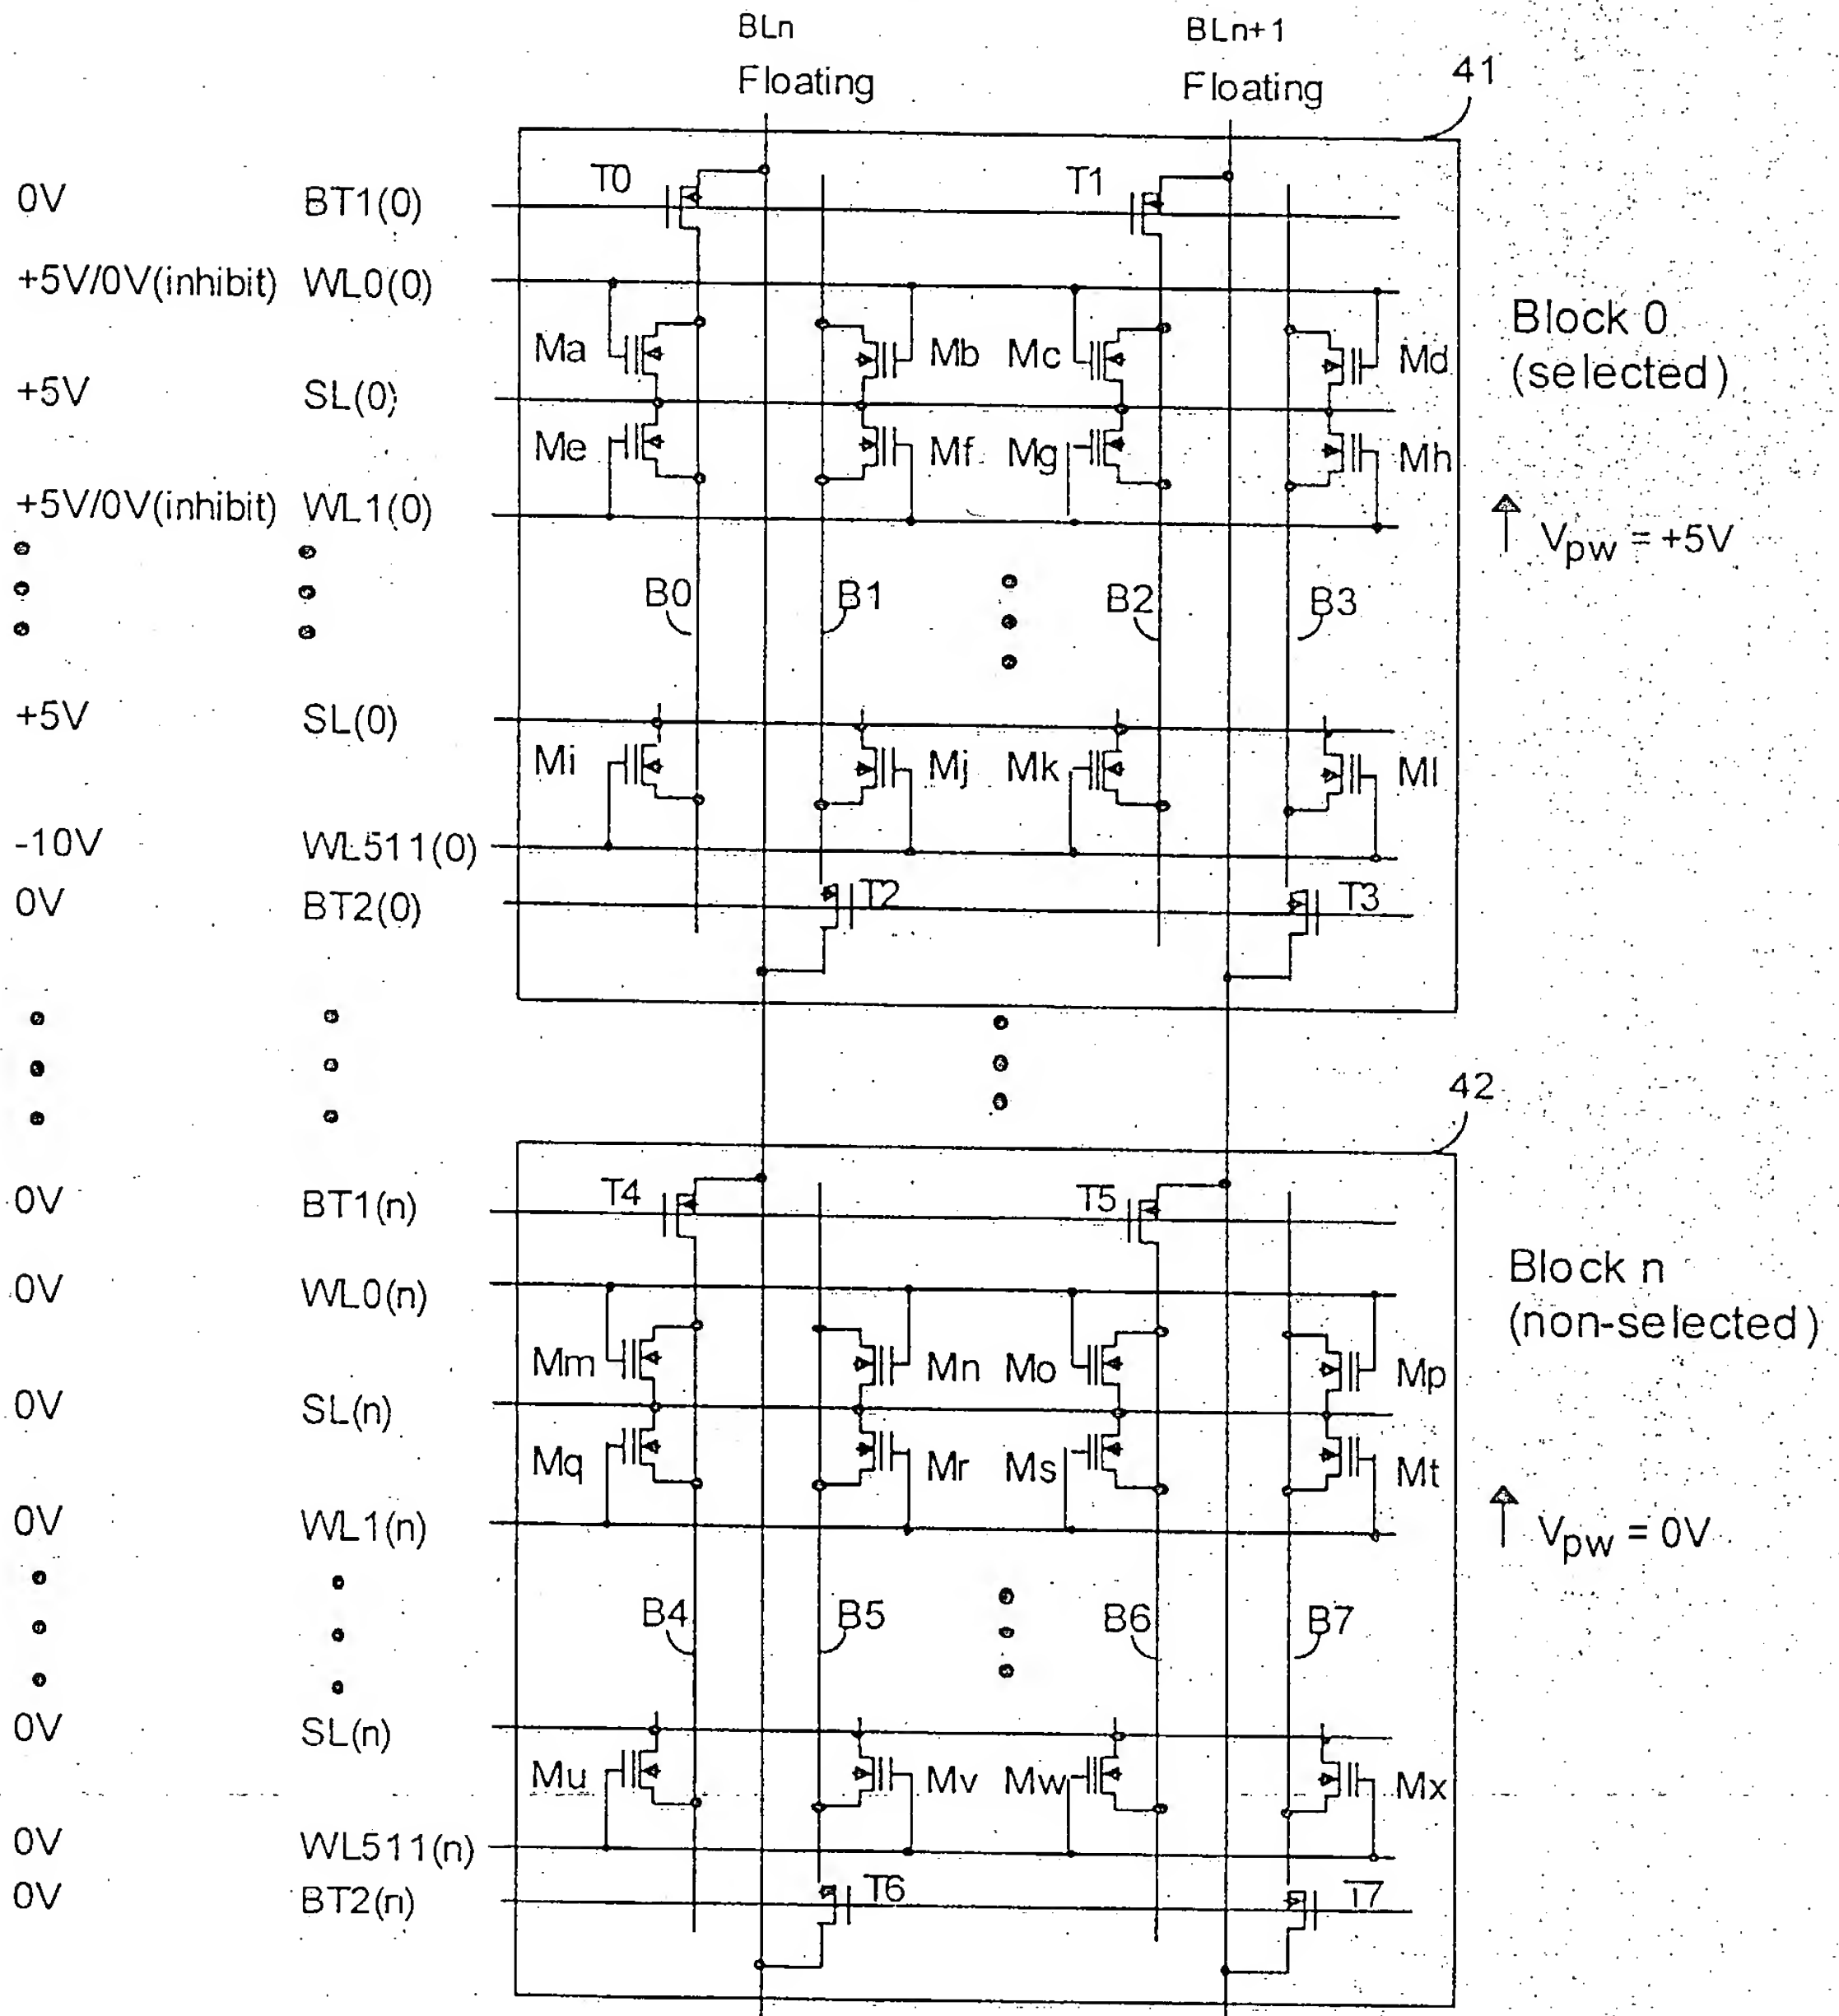 BLn
BLn+1
Floating
Floating
41
0V BT1(0) T0 T1
+5V/0V(inhibit) WL0(0)
Block 0
(selected)
Ma Mb Mc Md
+5V SL(0)
Me Mf Mg Mh
+5V/0V(inhibit) WL1(0)
Vpw = +5V
B0 B1 B2 B3
+5V SL(0)
Mi Mj Mk Ml
-10V WL511(0)
0V BT2(0) T2 T3
42
0V BT1(n) T4 T5
0V WL0(n)
Block n
(non-selected)
Mm Mn Mo Mp
0V SL(n)
Mq Mr Ms Mt
0V WL1(n)
Vpw = 0V
B4 B5 B6 B7
0V SL(n)
Mu Mv Mw Mx
0V WL511(n)
0V BT2(n) T6 T7